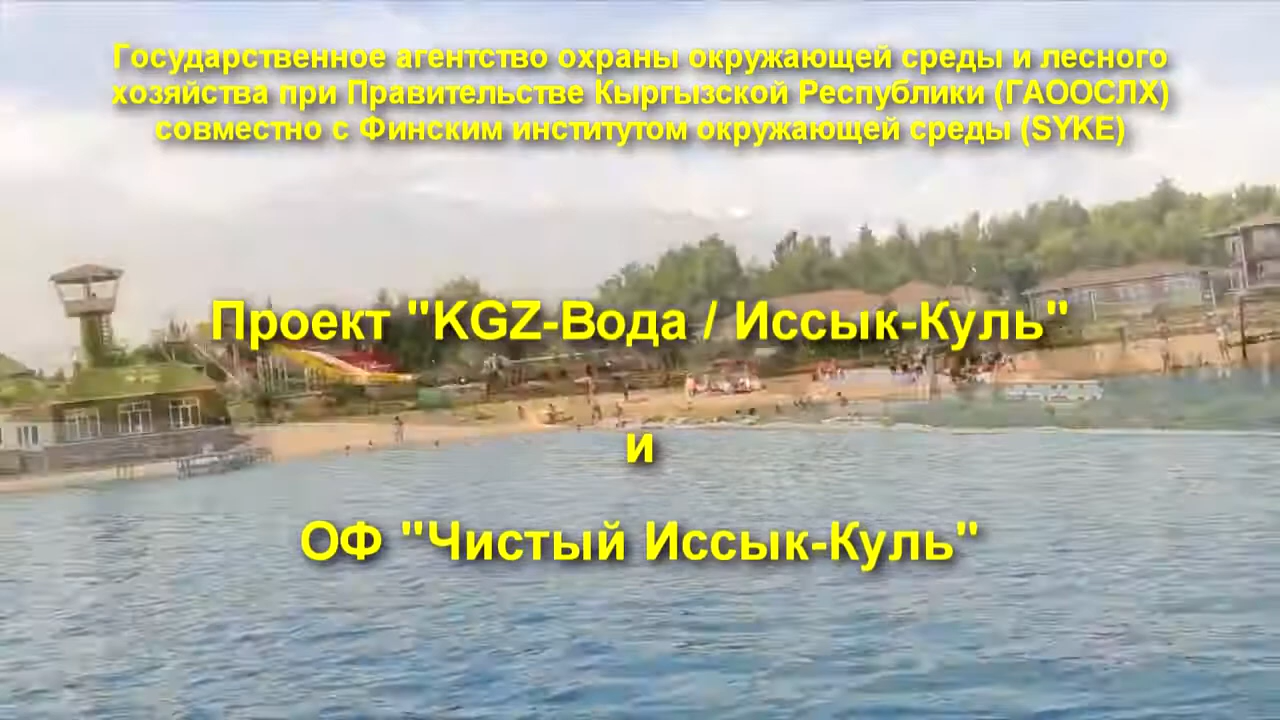 Государственное агентство охраны окружающей среды и лесного
хозяйства при Правительстве Кыргызской Республики (ГАООСЛХ)
совместно с Финским институтом окружающей среды (SYKE)
Проект "KGZ-Вода / Иссык-Куль"
и
ОФ "Чистый Иссык-Куль"